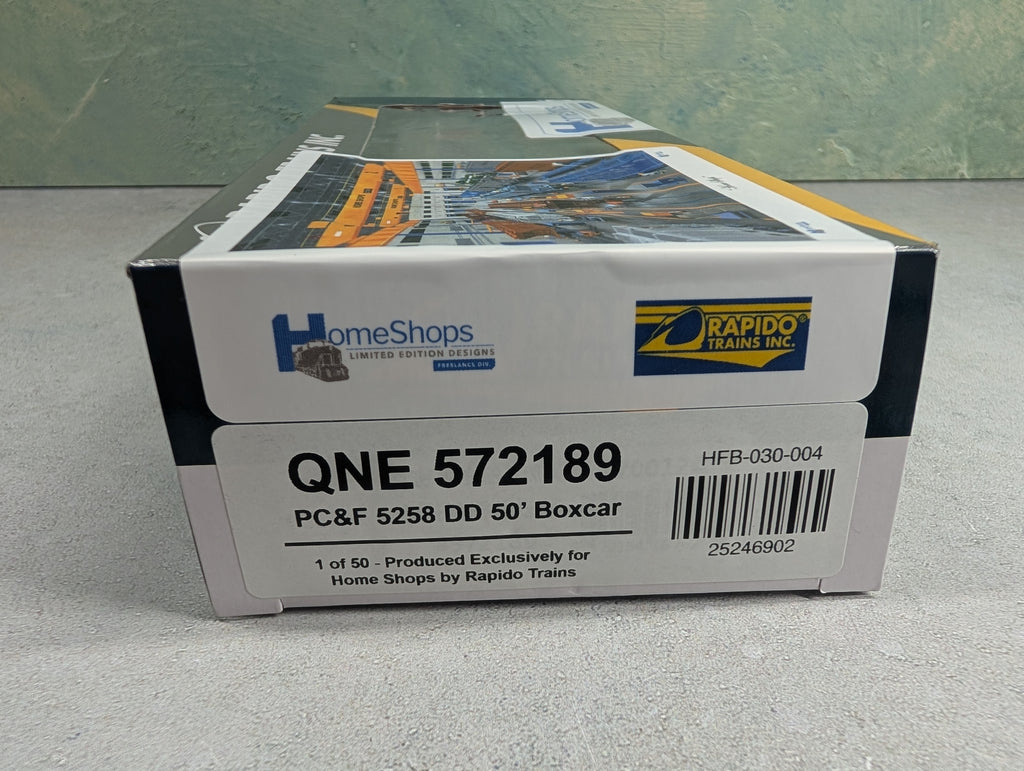 HomeShops
LIMITED EDITION DESIGNS
FREELANCE DIV.
RAPIDO®
TRAINS INC.
QNE 572189
PC&F 5258 DD 50’ Boxcar
1 of 50 - Produced Exclusively for
Home Shops by Rapido Trains
HFB-030-004
25246902